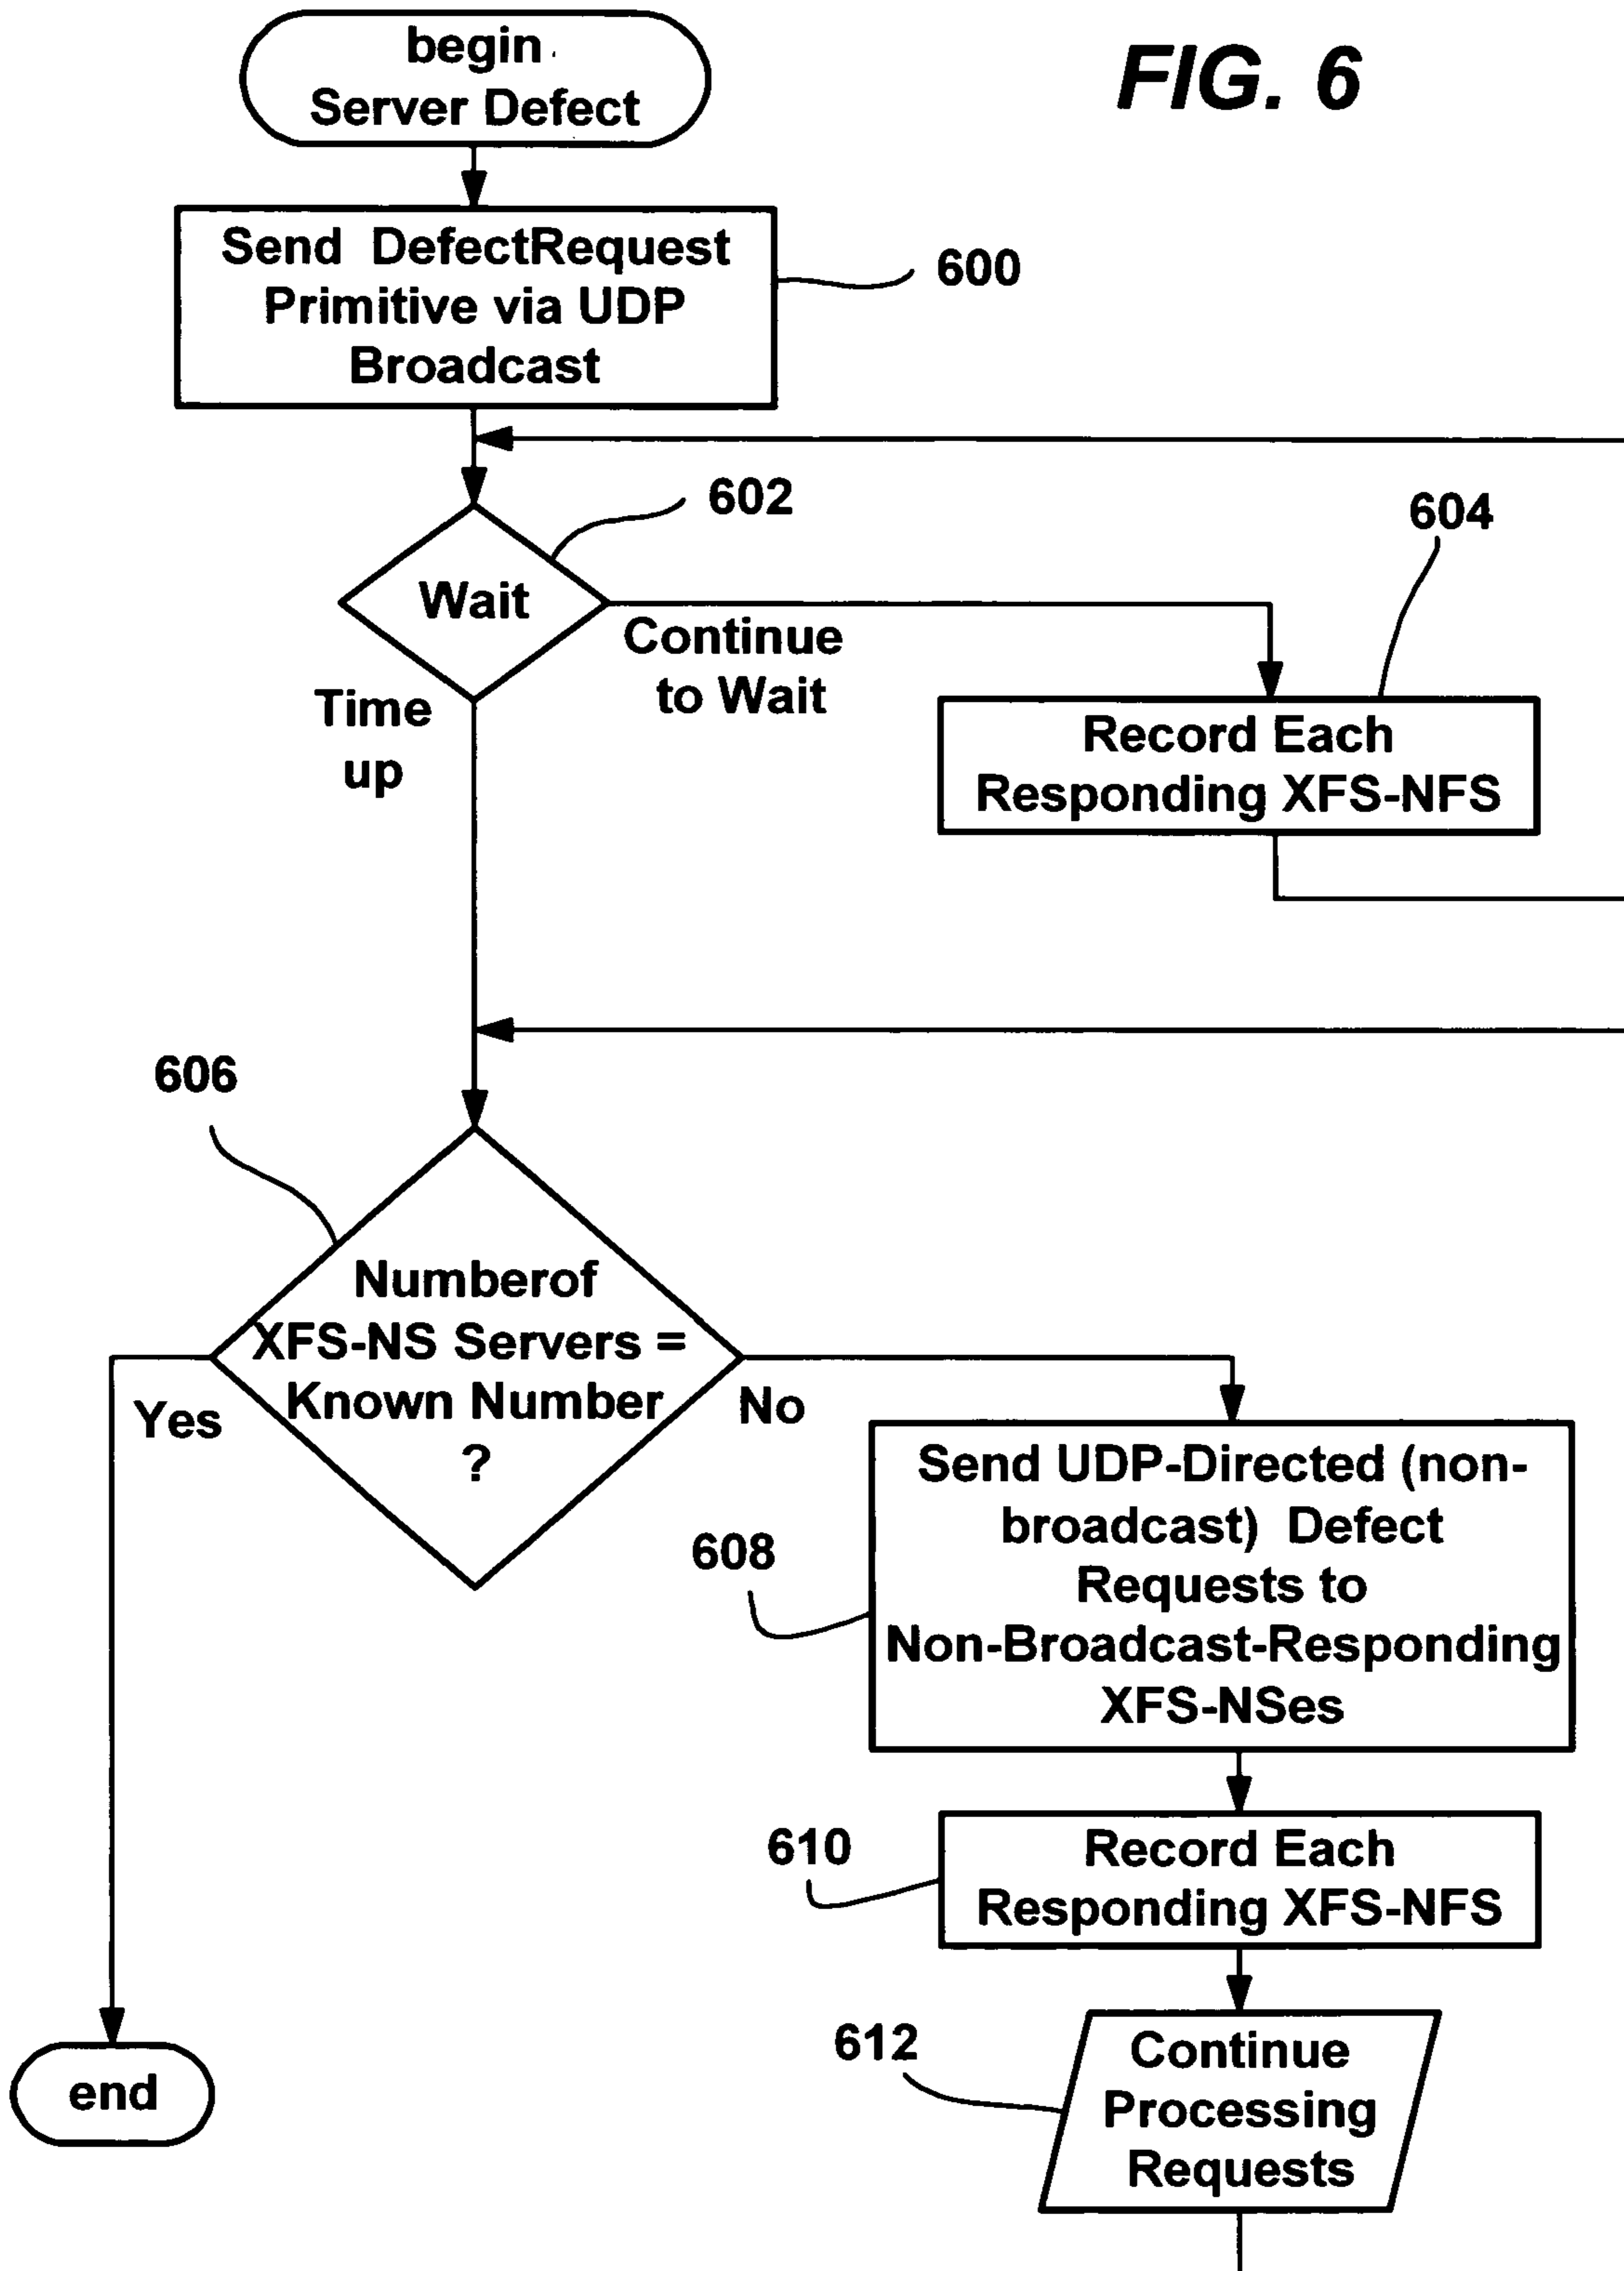 begin
Server Defect
FIG. 6
Send DefectRequest
Primitive via UDP
Broadcast
600
602
604
Wait
Continue
to Wait
Time
up
Record Each
Responding XFS-NFS
606
Numberof
XFS-NS Servers =
Known Number
?
Yes
No
Send UDP-Directed (non-
broadcast) Defect
Requests to
Non-Broadcast-Responding
XFS-NSes
608
610
Record Each
Responding XFS-NFS
612
Continue
Processing
Requests
end